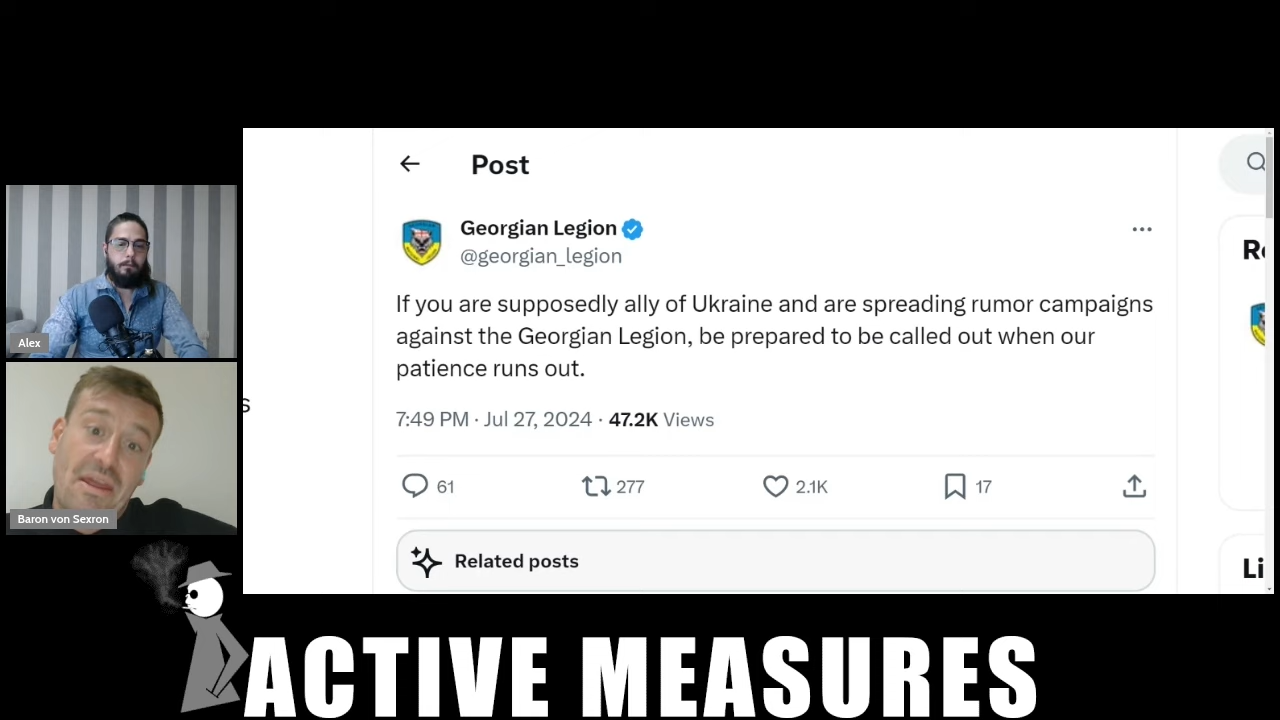 Post
Georgian Legion
@georgian_legion
If you are supposedly ally of Ukraine and are spreading rumor campaigns
against the Georgian Legion, be prepared to be called out when our
patience runs out.
7:49 PM · Jul 27, 2024 · 47.2K Views
61 277 2.1K 17
Related posts
Re
Li
s
Alex
Baron von Sexron
ACTIVE MEASURES